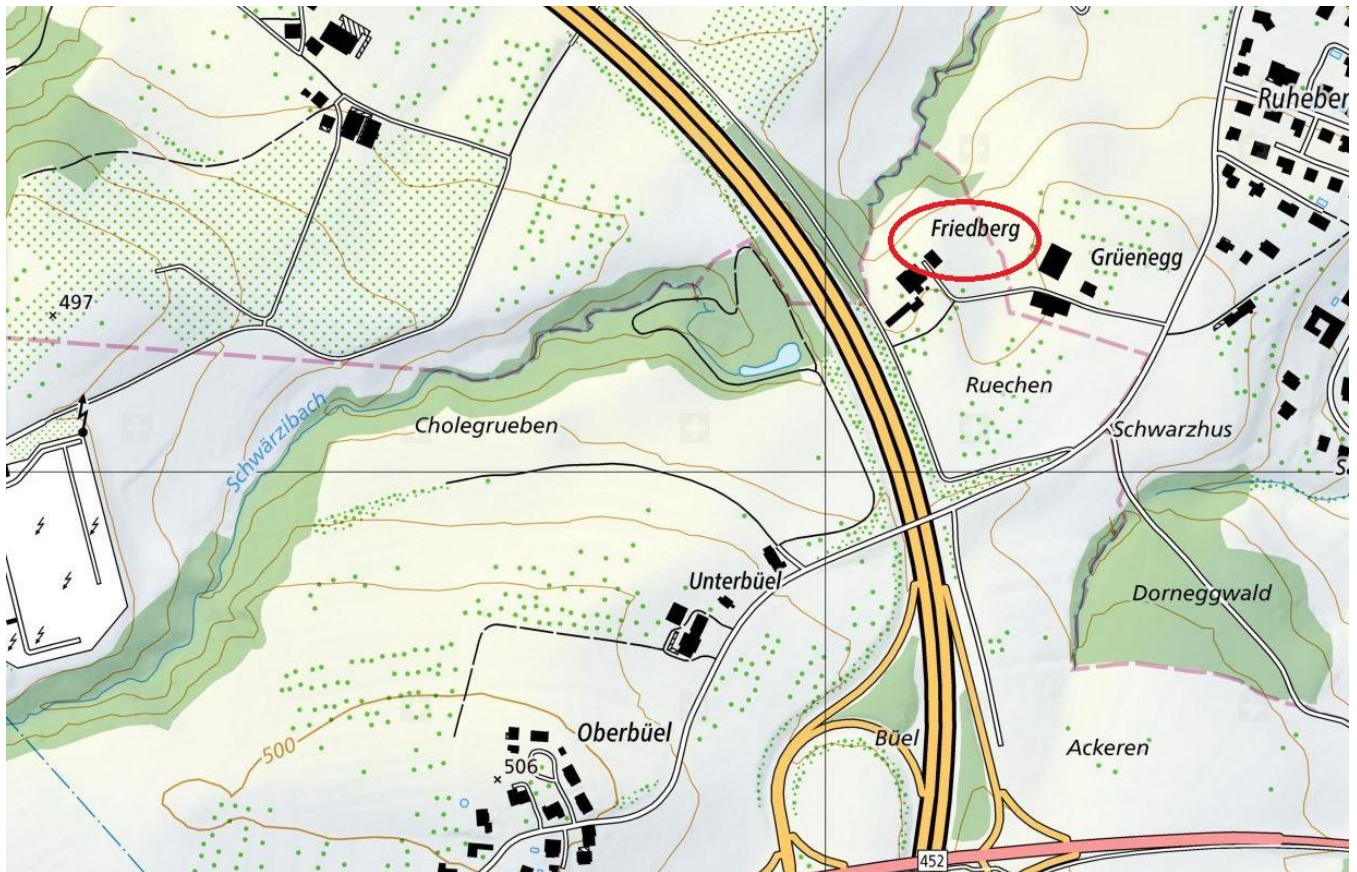 Ruheber
Friedberg
Grüenegg
497
Ruechen
Schwärzibach
Cholegrueben
Schwarzhus
Unterbüel
Dorneggwald
Oberbüel
Büel
Ackeren
500
506
452